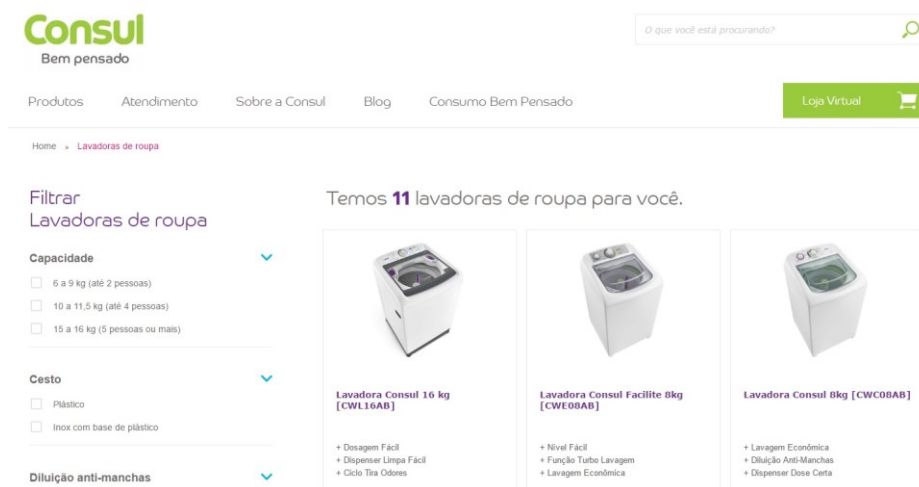 Consul
Bem pensado
O que você está procurando?
Produtos Atendimento Sobre a Consul Blog Consumo Bem Pensado Loja Virtual
Home Lavadoras de roupa
Filtrar
Lavadoras de roupa
Temos 11 lavadoras de roupa para você.
Capacidade
6 a 9 kg (até 2 pessoas)
10 a 11,5 kg (até 4 pessoas)
15 a 16 kg (5 pessoas ou mais)
Cesto
Plástico
Inox com base de plástico
Diluição anti-manchas
Lavadora Consul 16 kg
[CWL16AB]
+ Dosagem Fácil
+ Dispenser Limpa Fácil
+ Ciclo Tira Odores
Lavadora Consul Facilite 8kg
[CWE08AB]
+ Nível Fácil
+ Função Turbo Lavagem
+ Lavagem Econômica
Lavadora Consul 8kg [CWC08AB]
+ Lavagem Econômica
+ Diluição Anti-Manchas
+ Dispenser Dose Certa